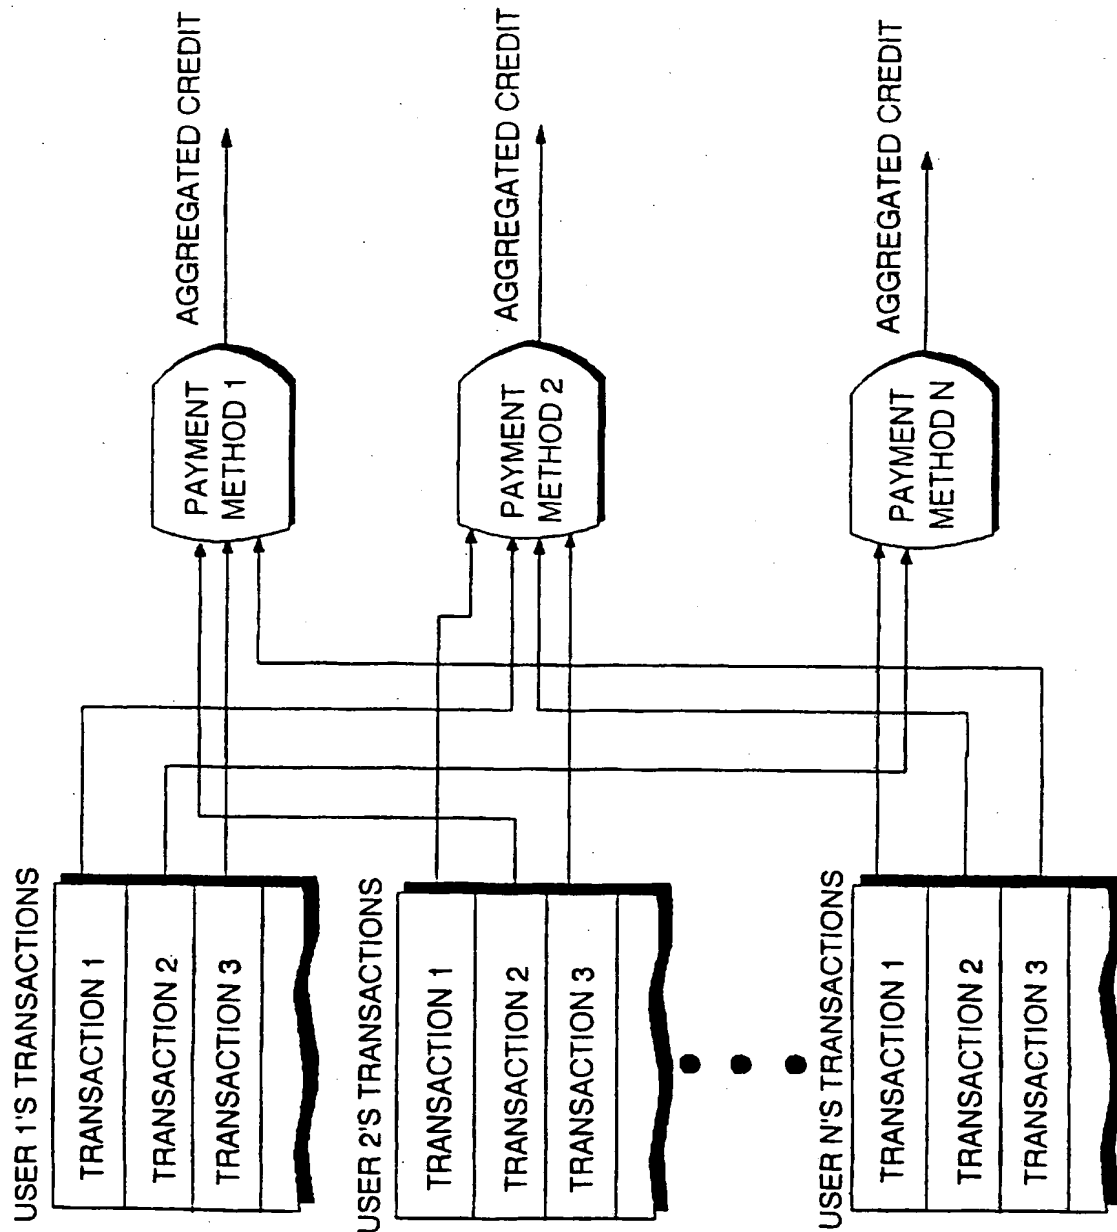 USER 1'S TRANSACTIONS
TRANSACTION 1
TRANSACTION 2
TRANSACTION 3
USER 2'S TRANSACTIONS
TRANSACTION 1
TRANSACTION 2
TRANSACTION 3
USER N'S TRANSACTIONS
TRANSACTION 1
TRANSACTION 2
TRANSACTION 3
PAYMENT
METHOD 1
PAYMENT
METHOD 2
PAYMENT
METHOD N
AGGREGATED CREDIT
AGGREGATED CREDIT
AGGREGATED CREDIT